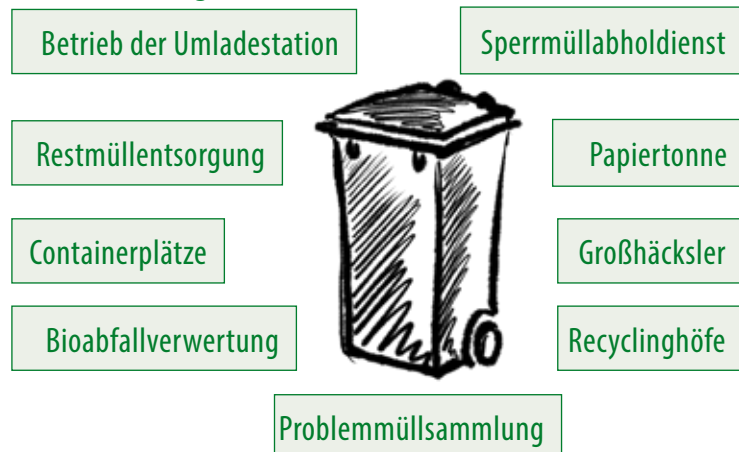 Betrieb der Umladestation
Sperrmüllabholdienst
Restmüllentsorgung
Papiertonne
Containerplätze
Großhäcksler
Bioabfallverwertung
Recyclinghöfe
Problemmüllsammlung